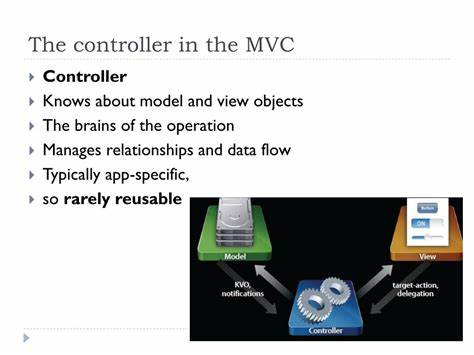 The controller in the MVC
Controller
Knows about model and view objects
The brains of the operation
Manages relationships and data flow
Typically app-specific,
so rarely reusable
Button
ON
Model
View
KVO,
notifications
target-action,
delegation
Controller